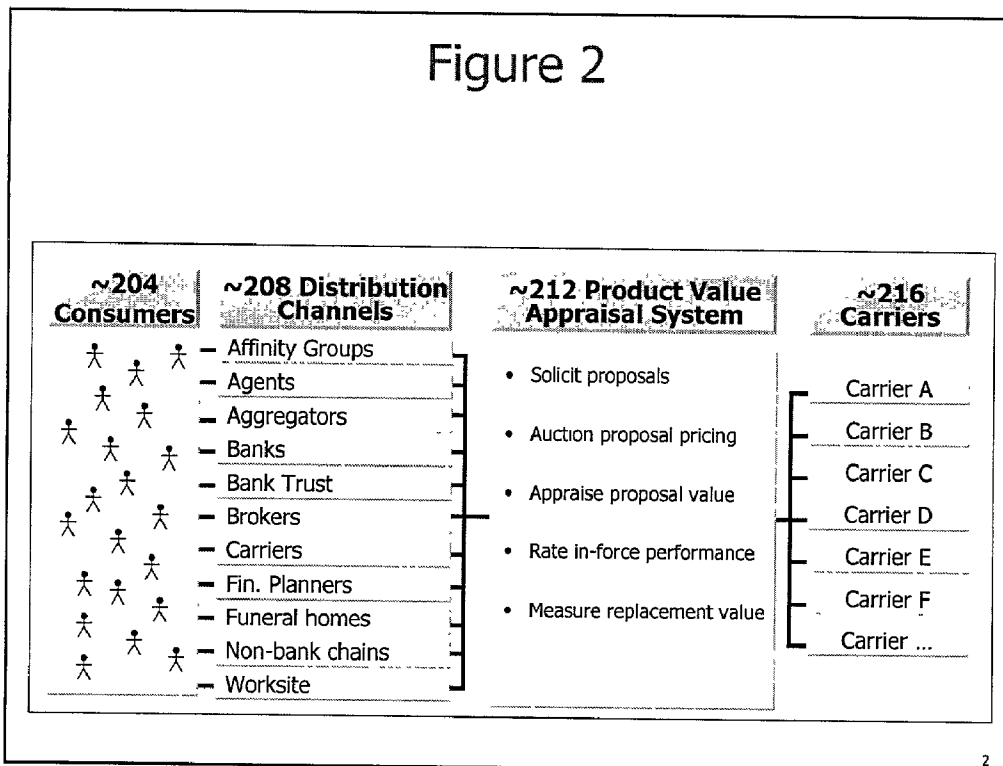 Figure 2
~204
Consumers
~208 Distribution
Channels
Affinity Groups
Agents
Aggregators
Banks
Bank Trust
Brokers
Carriers
Fin. Planners
Funeral homes
Non-bank chains
Worksite
~212 Product Value
Appraisal System
• Solicit proposals
• Auction proposal pricing
• Appraise proposal value
• Rate in-force performance
• Measure replacement value
~216
Carriers
Carrier A
Carrier B
Carrier C
Carrier D
Carrier E
Carrier F
Carrier ...
2